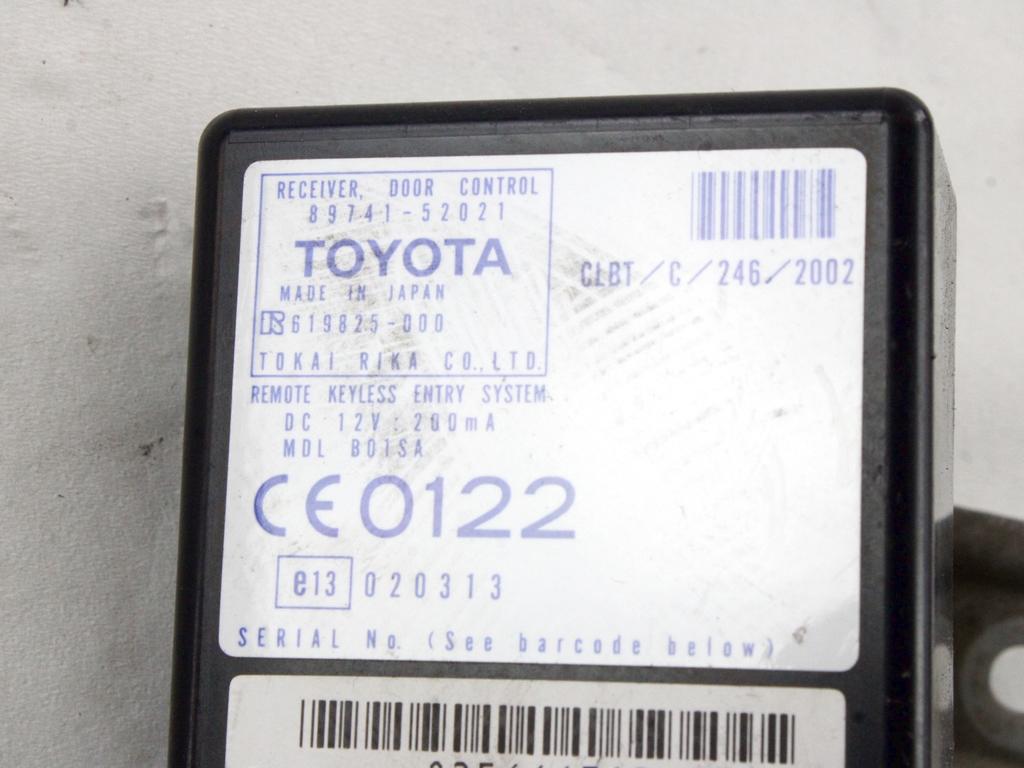 RECEIVER, DOOR CONTROL
89741-52021
TOYOTA
MADE IN JAPAN
619825-000
TOKAI RIKA CO., LTD.
CLBT/C/246/2002
REMOTE KEYLESS ENTRY SYSTEM
DC 12V : 200mA
MDL B01SA
CE0122
e13 020313
SERIAL No. (See barcode below)